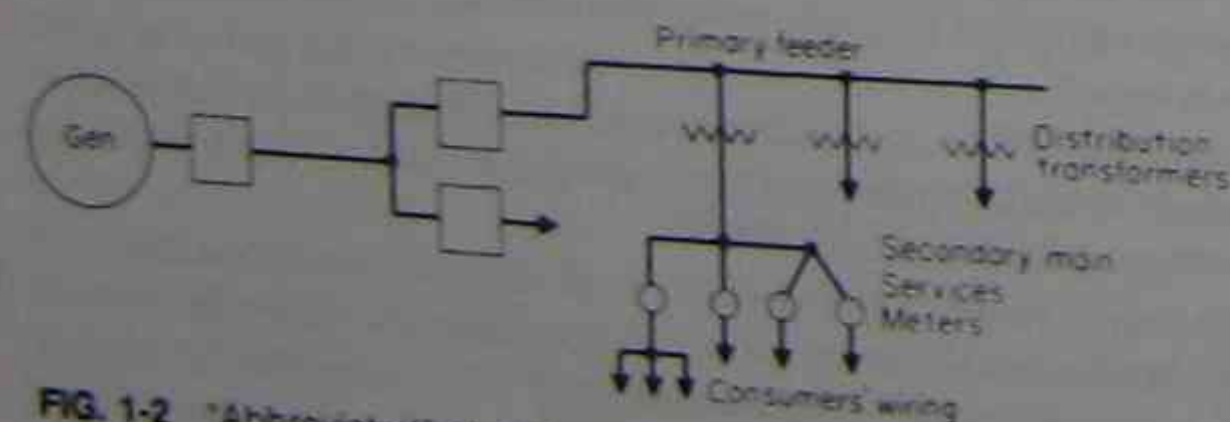 Primary feeder
Gen
Distribution
transformers
Secondary main
Services
Meters
Consumers' wiring
FIG. 1-2